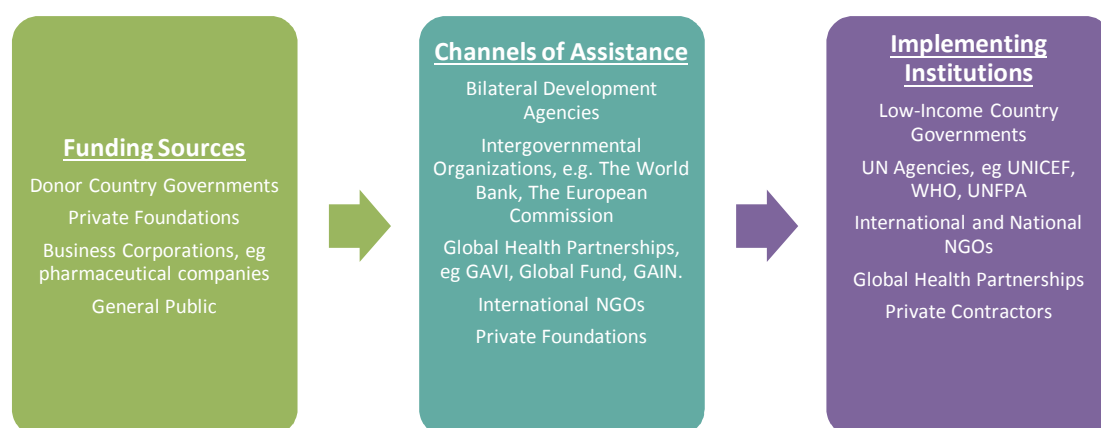 Funding Sources
Donor Country Governments
Private Foundations
Business Corporations, eg
pharmaceutical companies
General Public
Channels of Assistance
Bilateral Development
Agencies
Intergovernmental
Organizations, e.g. The World
Bank, The European
Commission
Global Health Partnerships,
eg GAVI, Global Fund, GAIN.
International NGOs
Private Foundations
Implementing
Institutions
Low-Income Country
Governments
UN Agencies, eg UNICEF,
WHO, UNFPA
International and National
NGOs
Global Health Partnerships
Private Contractors